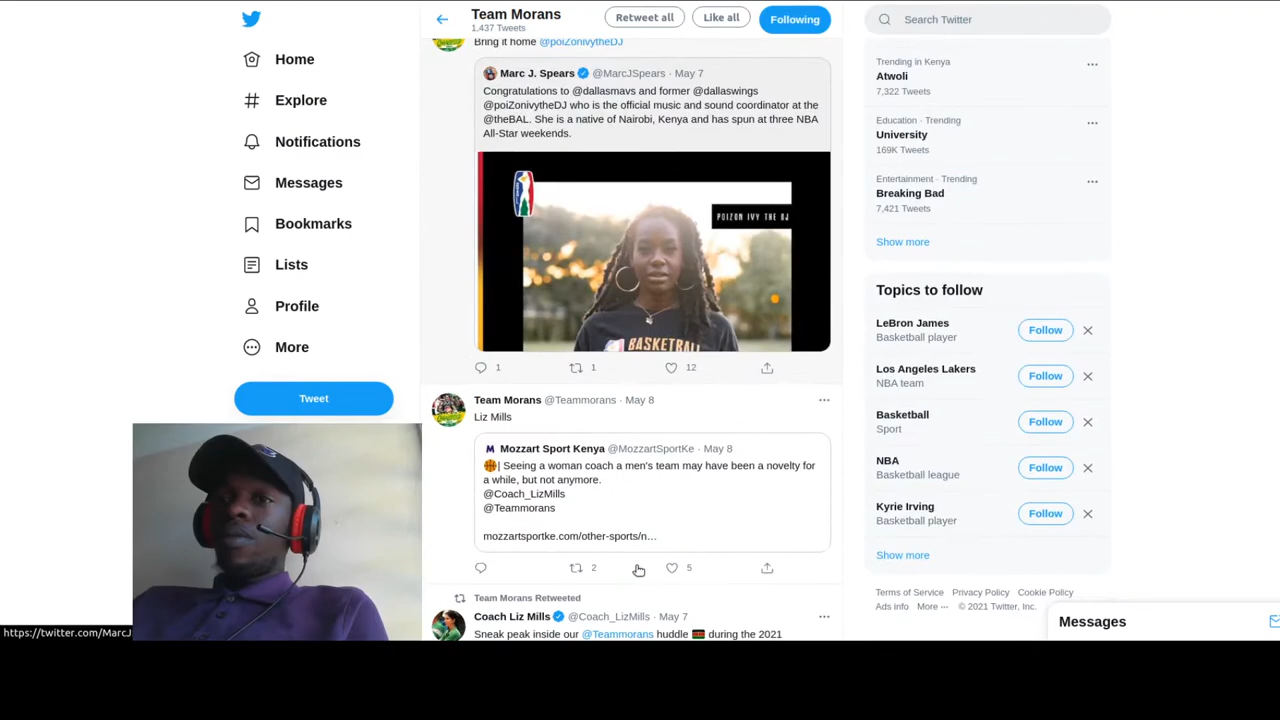 Home
Explore
Notifications
Messages
Bookmarks
Lists
Profile
More
Tweet
https://twitter.com/MarcJ
Team Morans
1,437 Tweets
Retweet all
Like all
Following
Bring it home @poiZonivytheDJ
Marc J. Spears @MarcJSpears · May 7
Congratulations to @dallasmavs and former @dallaswings
@poiZonivytheDJ who is the official music and sound coordinator at the
@theBAL. She is a native of Nairobi, Kenya and has spun at three NBA
All-Star weekends.
POIZON IVY THE DJ
BASKETBALL
1 1 12
Team Morans @Teammorans · May 8
Liz Mills
M Mozzart Sport Kenya @MozzartSportKe · May 8
🏀| Seeing a woman coach a men's team may have been a novelty for
a while, but not anymore.
@Coach_LizMills
@Teammorans
mozzartsportke.com/other-sports/n…
2 5
Team Morans Retweeted
Coach Liz Mills @Coach_LizMills · May 7
Sneak peak inside our @Teammorans huddle 🇰🇪 during the 2021
Search Twitter
Trending in Kenya
Atwoli
7,322 Tweets
Education · Trending
University
169K Tweets
Entertainment · Trending
Breaking Bad
7,421 Tweets
Show more
Topics to follow
LeBron James
Basketball player
Follow
Los Angeles Lakers
NBA team
Follow
Basketball
Sport
Follow
NBA
Basketball league
Follow
Kyrie Irving
Basketball player
Follow
Show more
Terms of Service Privacy Policy Cookie Policy
Ads info More ··· © 2021 Twitter, Inc.
Messages